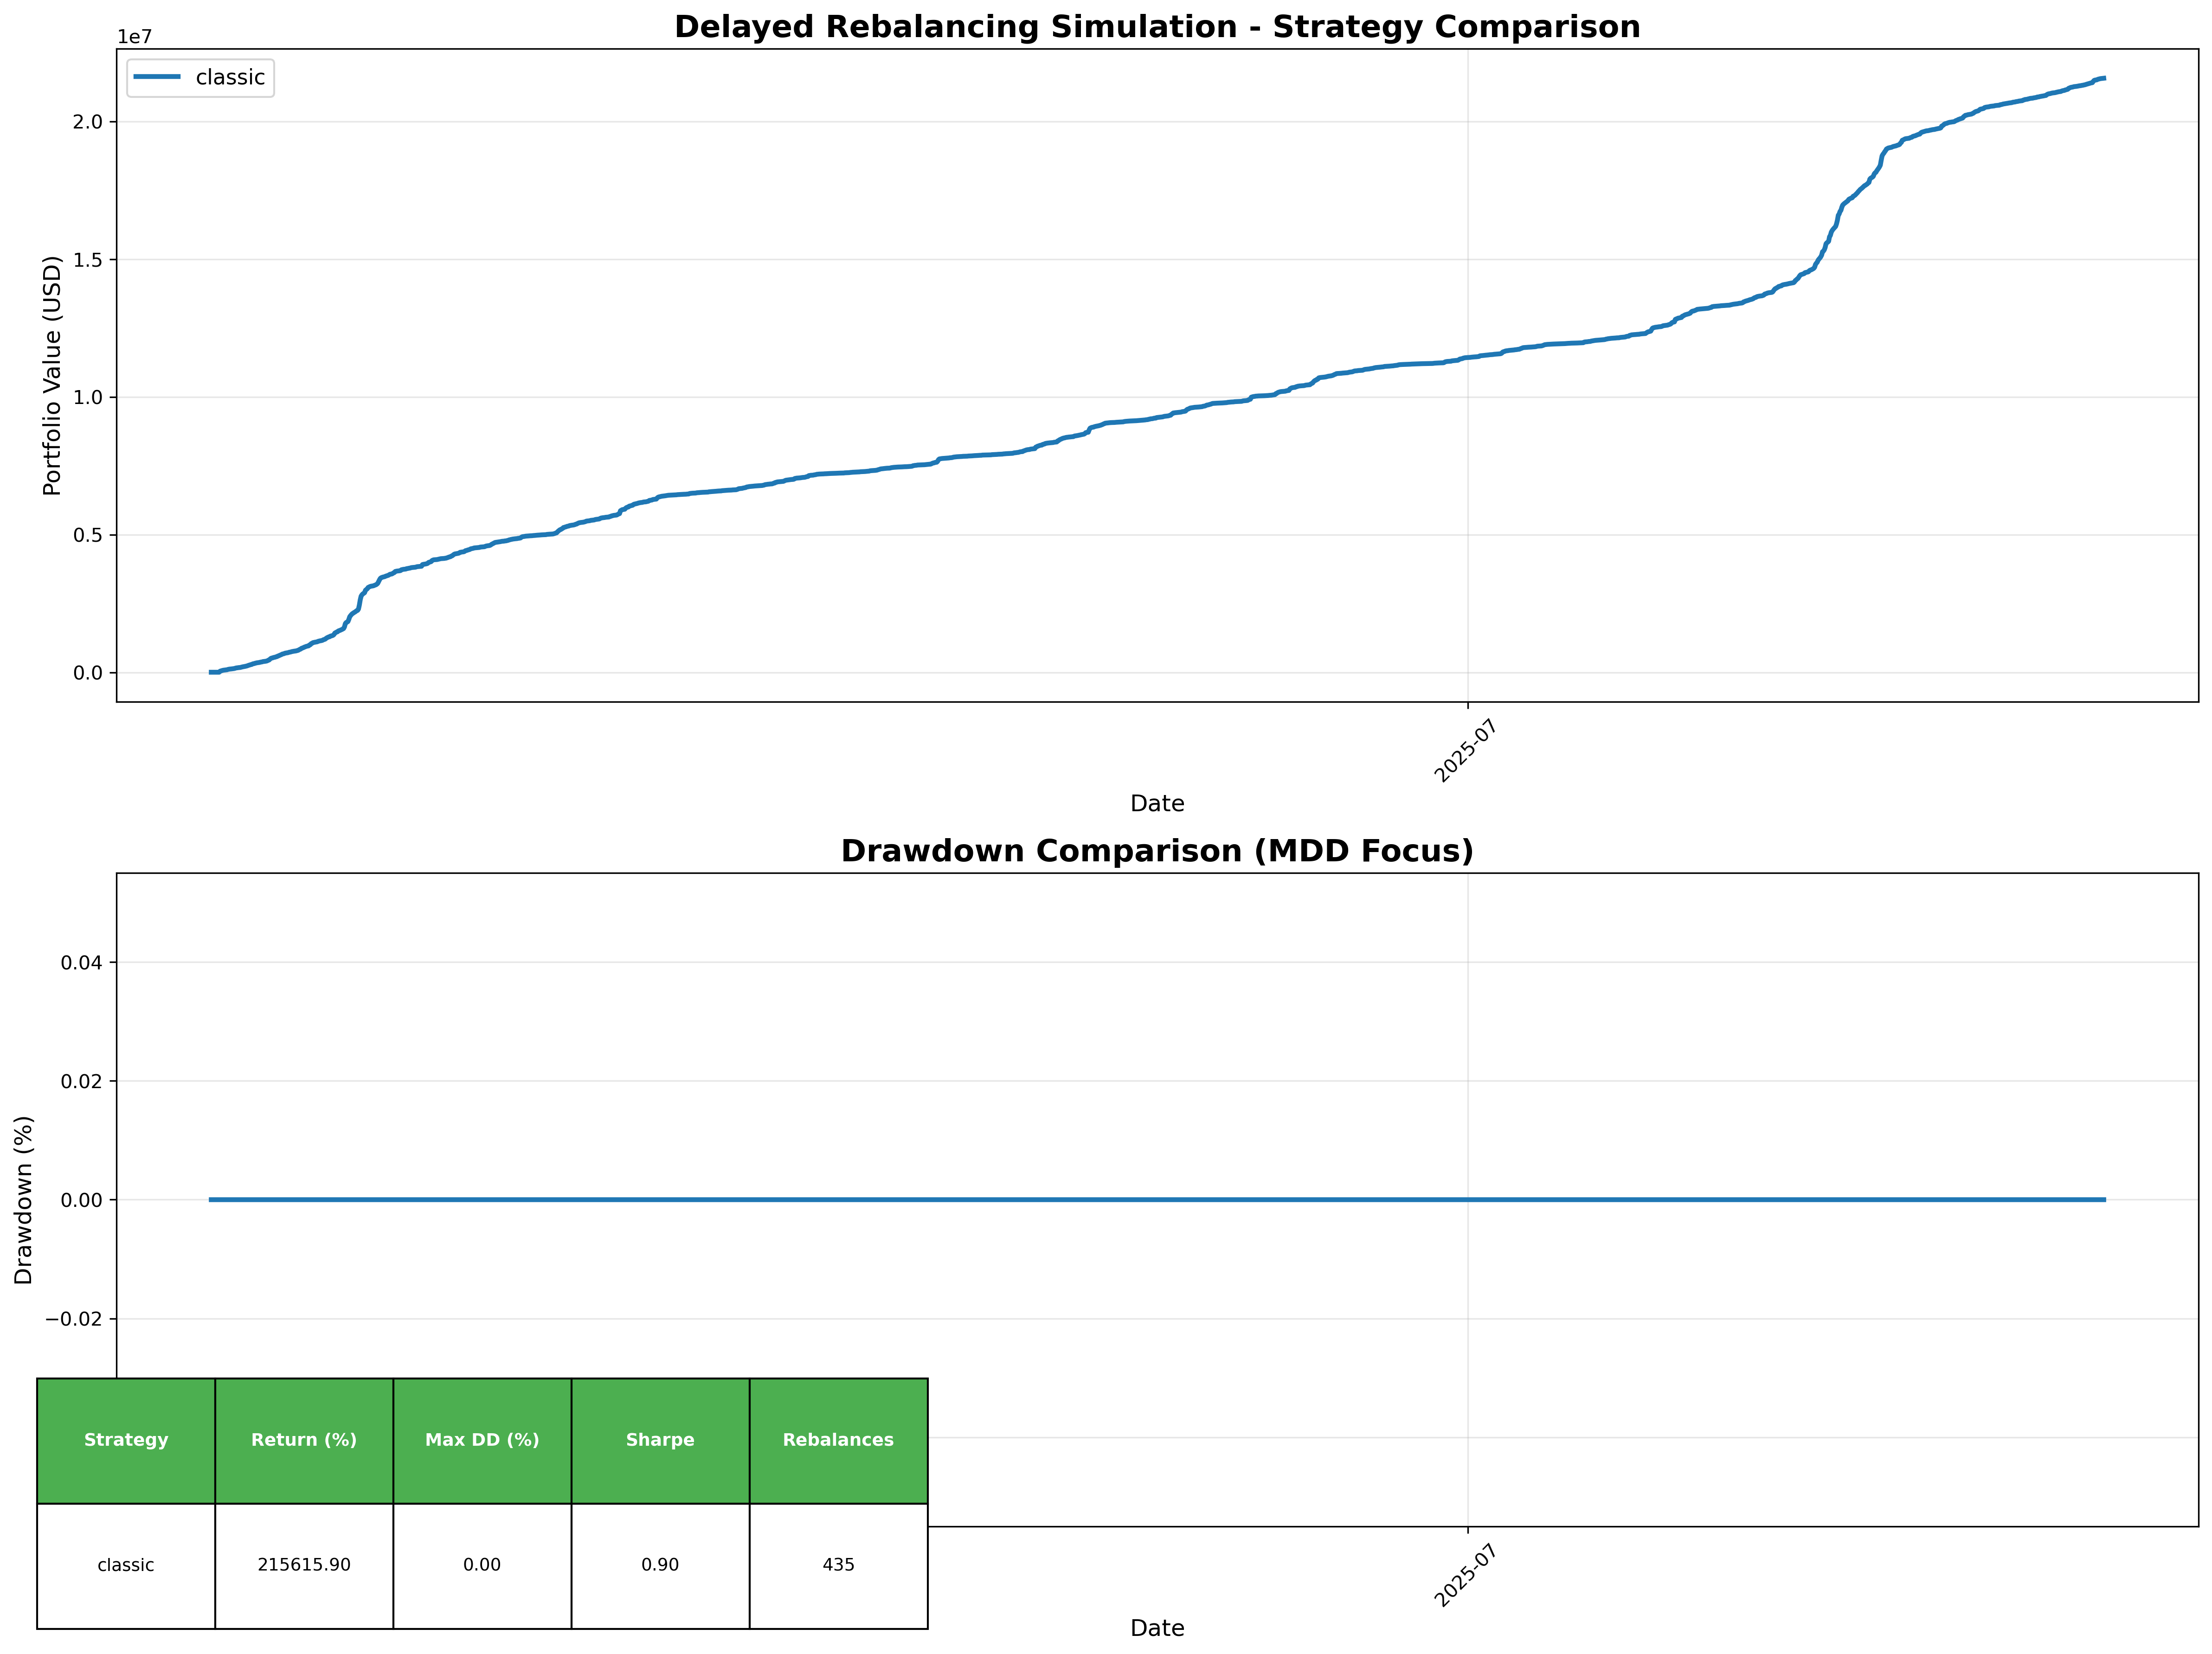 Delayed Rebalancing Simulation - Strategy Comparison
1e7
classic
2.0
1.5
1.0
0.5
0.0
Portfolio Value (USD)
2025-07
Date
Drawdown Comparison (MDD Focus)
0.04
0.02
0.00
−0.02
Drawdown (%)
Strategy Return (%) Max DD (%) Sharpe Rebalances
classic 215615.90 0.00 0.90 435
2025-07
Date